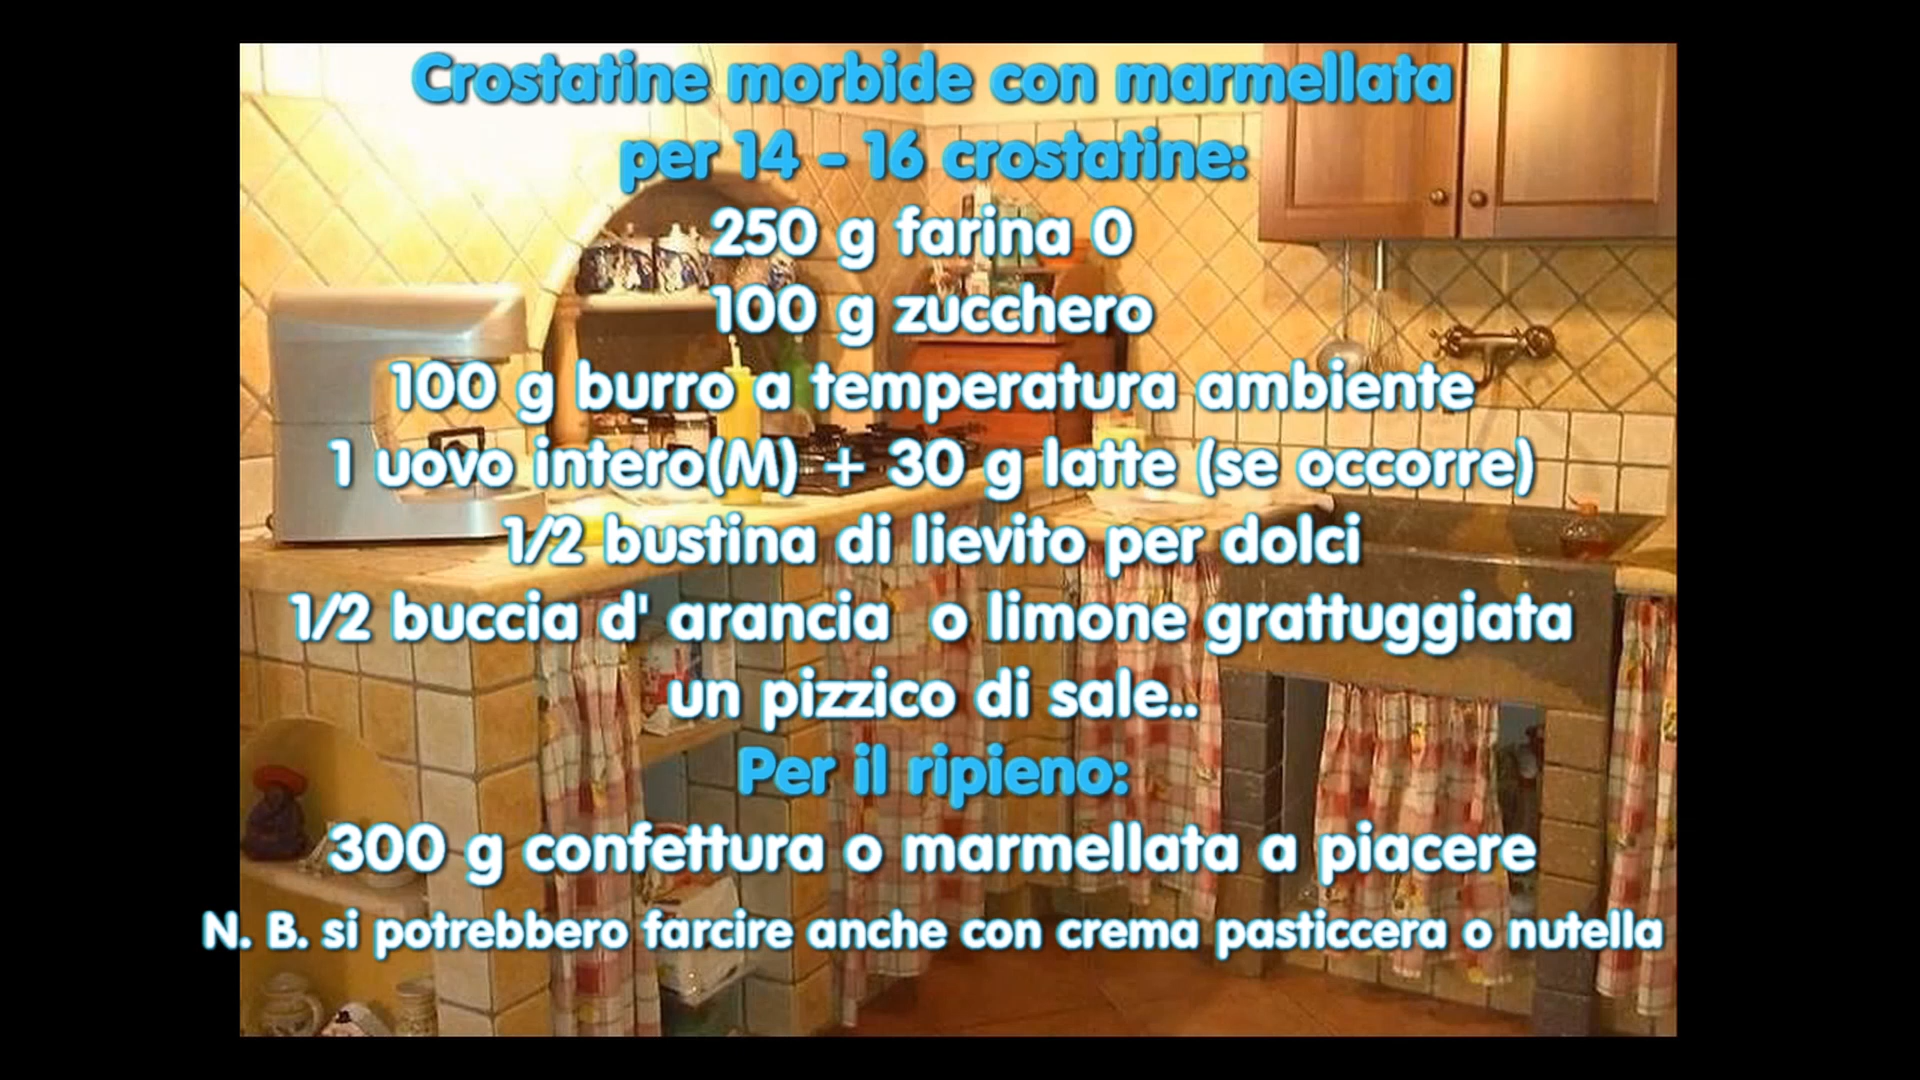 Crostatine morbide con marmellata
per 14 - 16 crostatine:
250 g farina 0
100 g zucchero
100 g burro a temperatura ambiente
1 uovo intero(M) + 30 g latte (se occorre)
1/2 bustina di lievito per dolci
1/2 buccia d' arancia o limone grattuggiata
un pizzico di sale..
Per il ripieno:
300 g confettura o marmellata a piacere
N. B. si potrebbero farcire anche con crema pasticcera o nutella